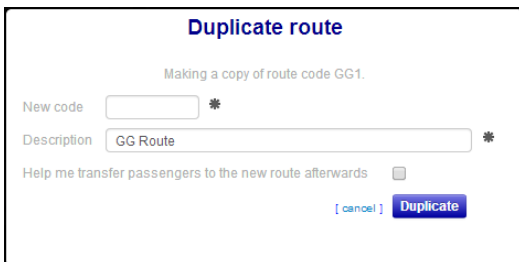 Duplicate route
Making a copy of route code GG1.
New code *
Description GG Route *
Help me transfer passengers to the new route afterwards
[ cancel ] Duplicate